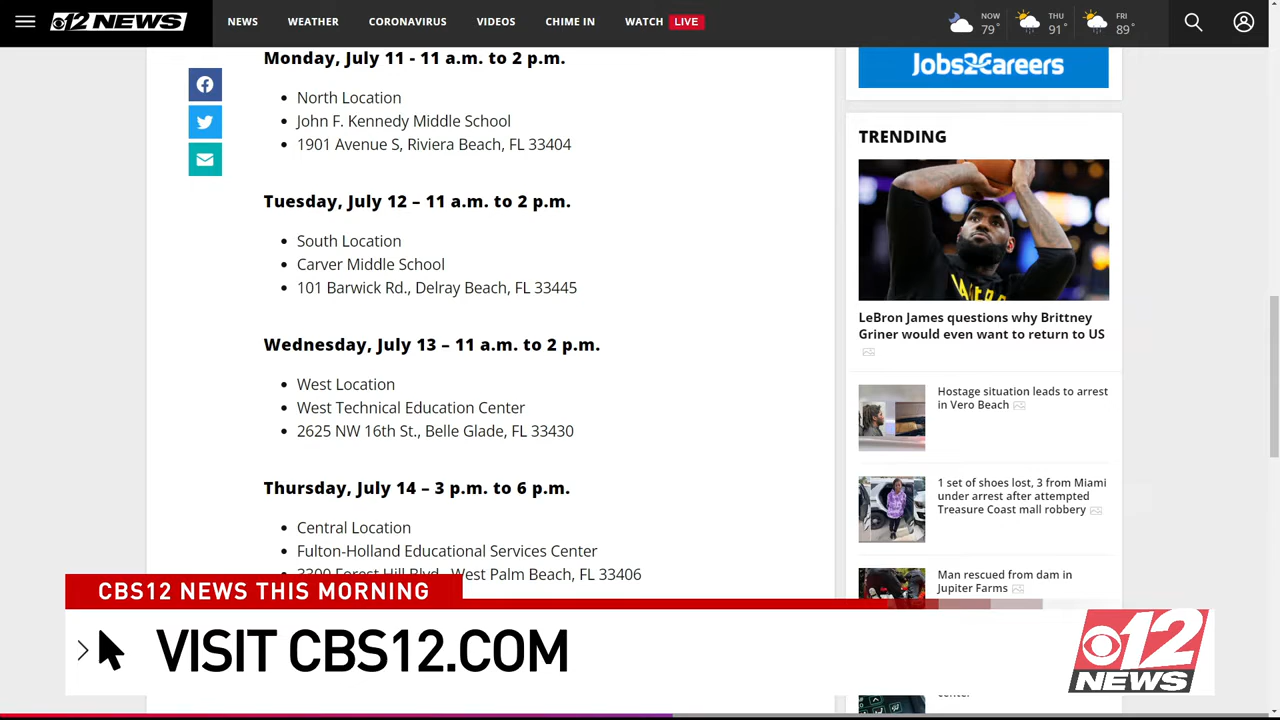 12 NEWS
NEWS
WEATHER
CORONAVIRUS
VIDEOS
CHIME IN
WATCH LIVE
NOW
79°
THU
91°
FRI
89°
Monday, July 11 - 11 a.m. to 2 p.m.
North Location
John F. Kennedy Middle School
1901 Avenue S, Riviera Beach, FL 33404
Tuesday, July 12 – 11 a.m. to 2 p.m.
South Location
Carver Middle School
101 Barwick Rd., Delray Beach, FL 33445
Wednesday, July 13 – 11 a.m. to 2 p.m.
West Location
West Technical Education Center
2625 NW 16th St., Belle Glade, FL 33430
Thursday, July 14 – 3 p.m. to 6 p.m.
Central Location
Fulton-Holland Educational Services Center
3300 Forest Hill Blvd., West Palm Beach, FL 33406
Jobs2Careers
TRENDING
LeBron James questions why Brittney
Griner would even want to return to US
Hostage situation leads to arrest
in Vero Beach
1 set of shoes lost, 3 from Miami
under arrest after attempted
Treasure Coast mall robbery
Man rescued from dam in
Jupiter Farms
CBS12 NEWS THIS MORNING
VISIT CBS12.COM
12
NEWS